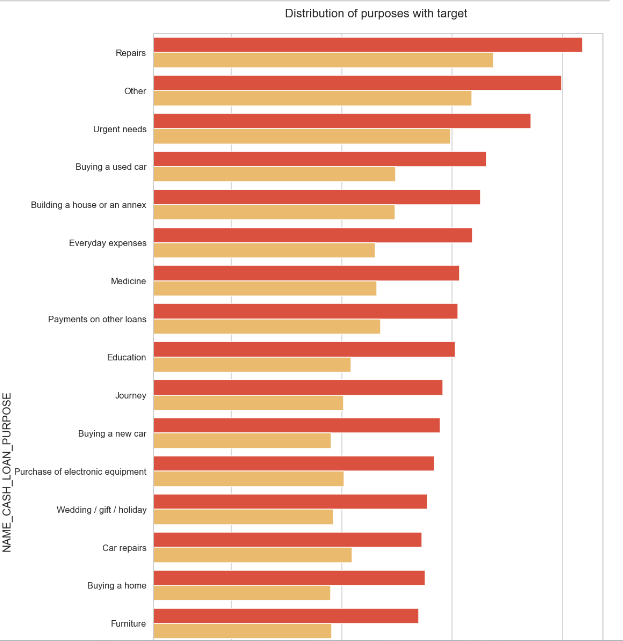 Distribution of purposes with target
Repairs
Other
Urgent needs
Buying a used car
Building a house or an annex
Everyday expenses
Medicine
Payments on other loans
Education
Journey
Buying a new car
Purchase of electronic equipment
Wedding / gift / holiday
Car repairs
Buying a home
Furniture
NAME_CASH_LOAN_PURPOSE